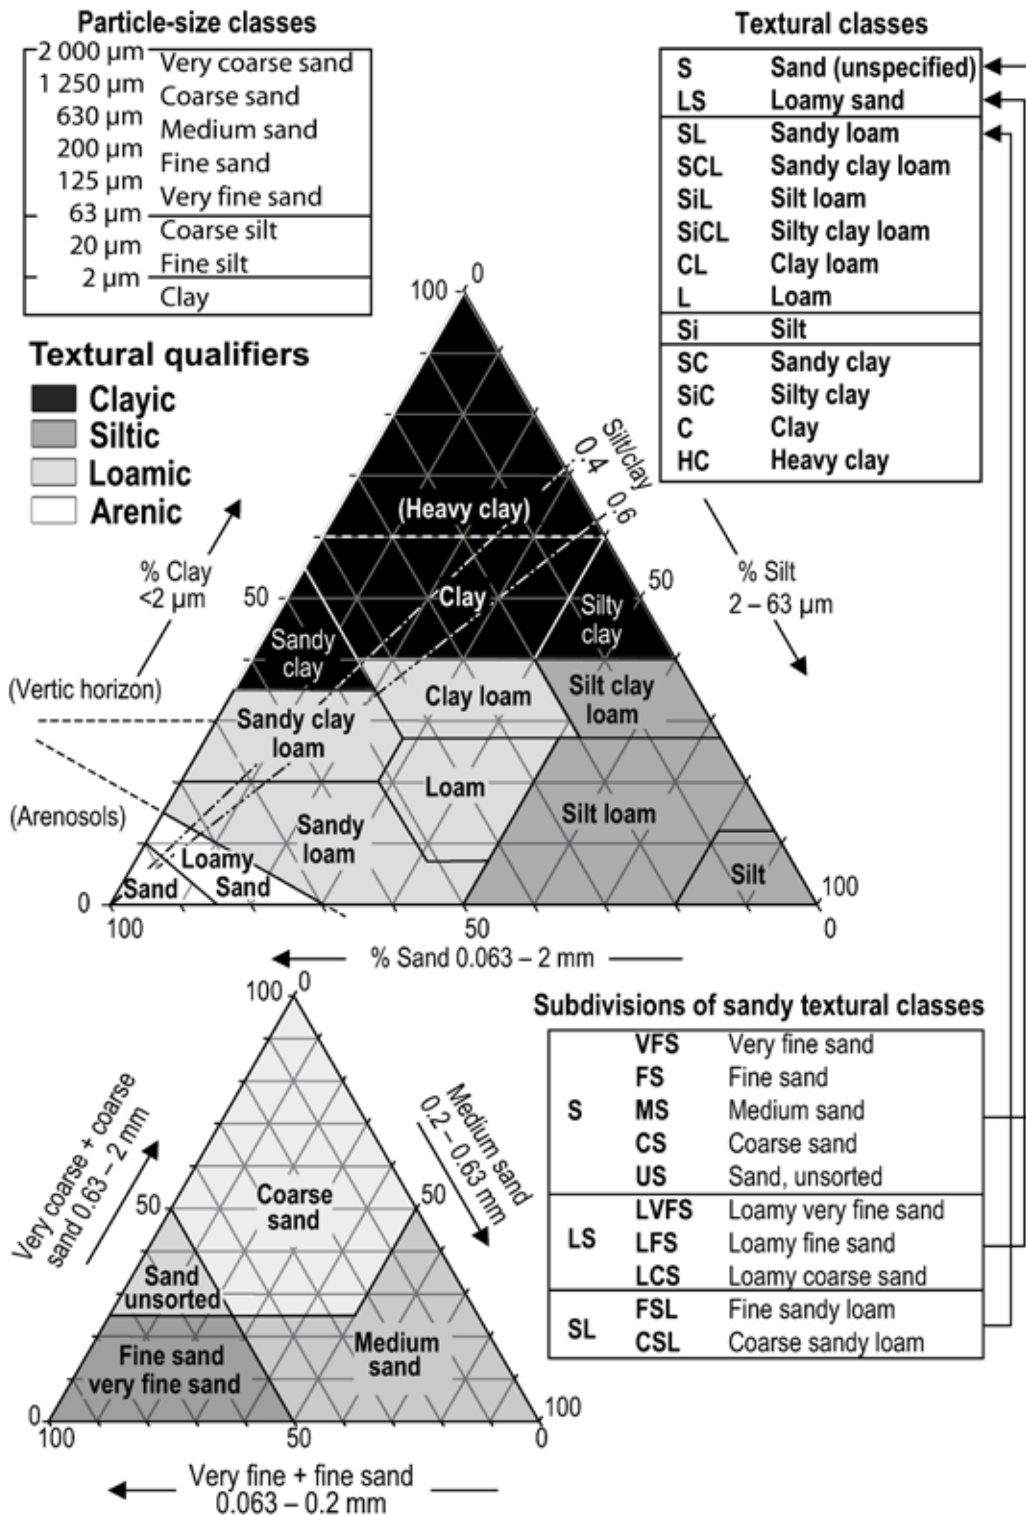 Particle-size classes
2 000 µm
Very coarse sand
1 250 µm
Coarse sand
630 µm
Medium sand
200 µm
Fine sand
125 µm
Very fine sand
63 µm
Coarse silt
20 µm
Fine silt
2 µm
Clay
Textural classes
S Sand (unspecified)
LS Loamy sand
SL Sandy loam
SCL Sandy clay loam
SiL Silt loam
SiCL Silty clay loam
CL Clay loam
L Loam
Si Silt
SC Sandy clay
SiC Silty clay
C Clay
HC Heavy clay
Textural qualifiers
Clayic
Siltic
Loamic
Arenic
100
0
Silt/clay
0.4
0.6
% Clay
<2 µm
% Silt
2 – 63 µm
50
50
(Heavy clay)
Clay
Sandy
clay
Silty
clay
(Vertic horizon)
Sandy clay
loam
Clay loam
Silt clay
loam
(Arenosols)
Sandy
loam
Loam
Silt loam
Loamy
Sand
Sand
Silt
0
100
100
50
0
% Sand 0.063 – 2 mm
100
0
Very coarse + coarse
sand 0.63 – 2 mm
Medium sand
0.2 – 0.63 mm
50
50
Coarse
sand
Sand
unsorted
Fine sand
very fine sand
Medium
sand
0
100
100
50
0
Very fine + fine sand
0.063 – 0.2 mm
Subdivisions of sandy textural classes
S
VFS Very fine sand
FS Fine sand
MS Medium sand
CS Coarse sand
US Sand, unsorted
LS
LVFS Loamy very fine sand
LFS Loamy fine sand
LCS Loamy coarse sand
SL
FSL Fine sandy loam
CSL Coarse sandy loam